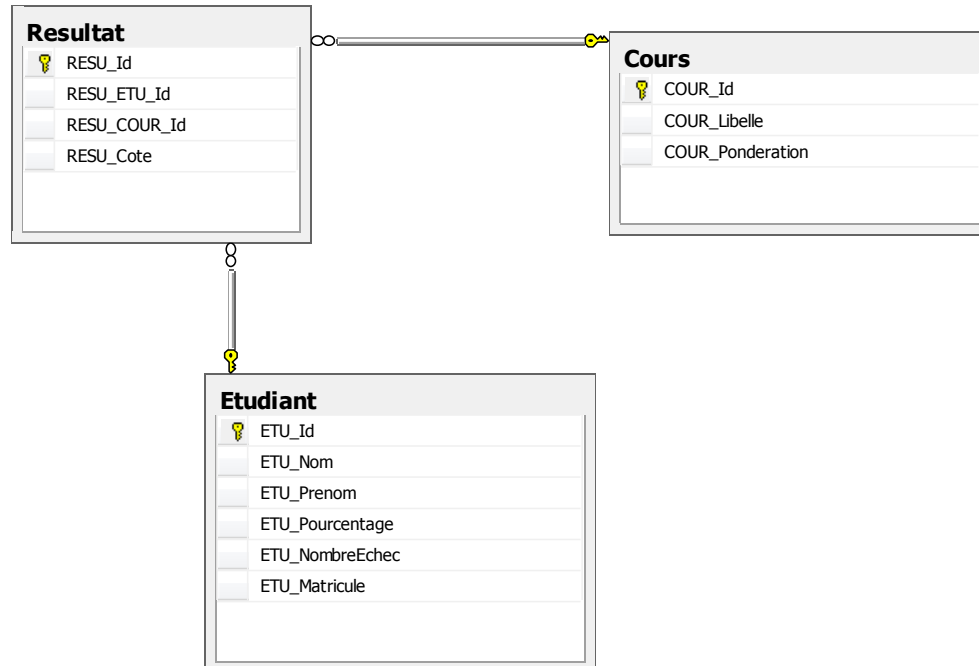 Resultat
RESU_Id
RESU_ETU_Id
RESU_COUR_Id
RESU_Cote
Cours
COUR_Id
COUR_Libelle
COUR_Ponderation
Etudiant
ETU_Id
ETU_Nom
ETU_Prenom
ETU_Pourcentage
ETU_NombreEchec
ETU_Matricule